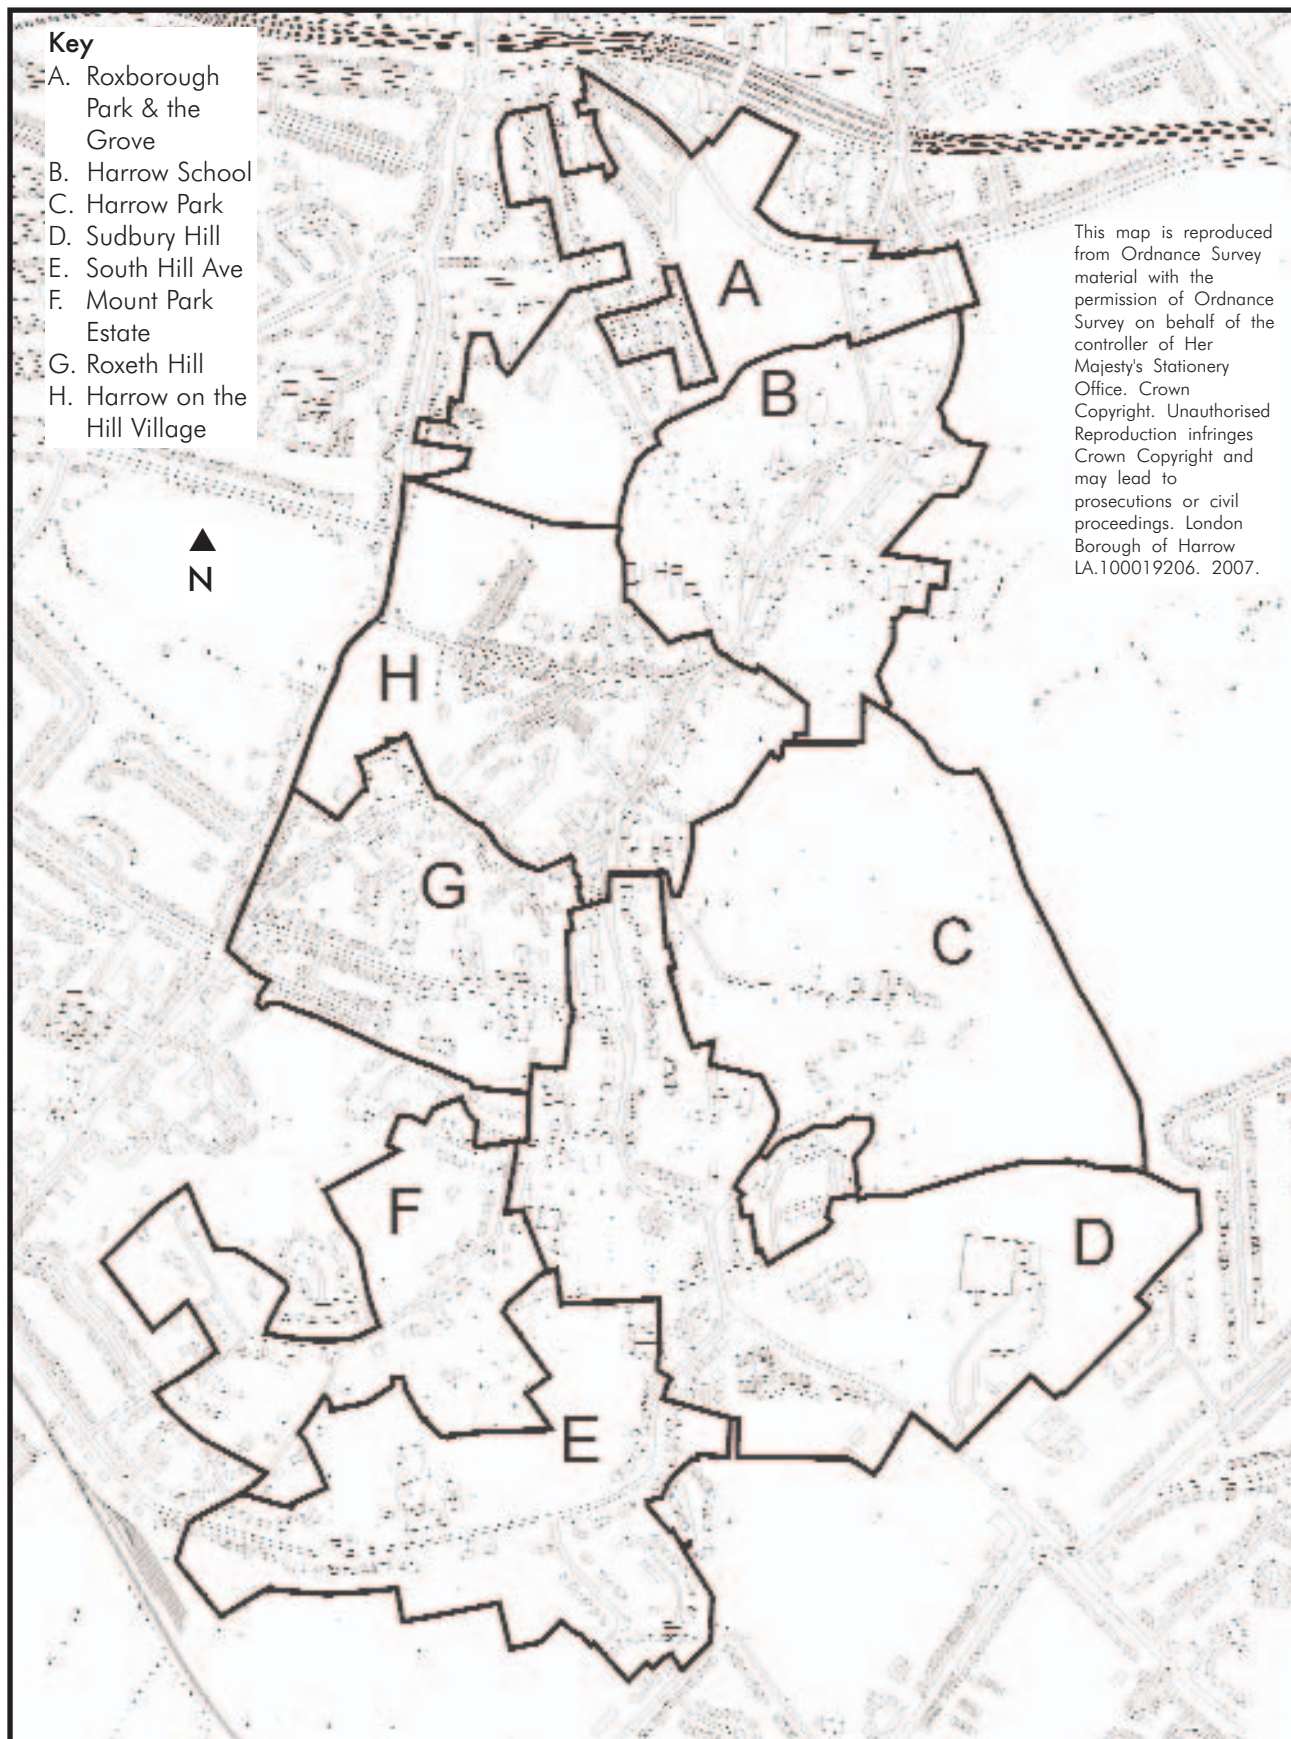 Key
A. Roxborough
Park & the
Grove
B. Harrow School
C. Harrow Park
D. Sudbury Hill
E. South Hill Ave
F. Mount Park
Estate
G. Roxeth Hill
H. Harrow on the
Hill Village
N
This map is reproduced
from Ordnance Survey
material with the
permission of Ordnance
Survey on behalf of the
controller of Her
Majesty's Stationery
Office. Crown
Copyright. Unauthorised
Reproduction infringes
Crown Copyright and
may lead to
prosecutions or civil
proceedings. London
Borough of Harrow
LA.100019206. 2007.
A
B
H
G
C
F
D
E